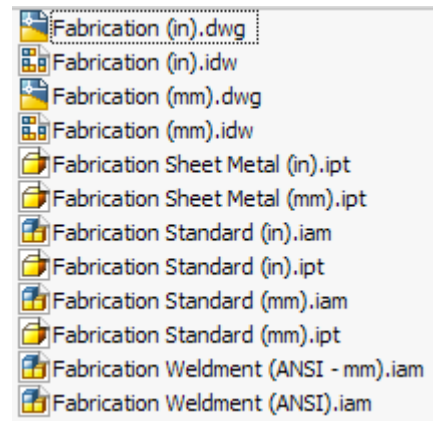 Fabrication (in).dwg
Fabrication (in).idw
Fabrication (mm).dwg
Fabrication (mm).idw
Fabrication Sheet Metal (in).ipt
Fabrication Sheet Metal (mm).ipt
Fabrication Standard (in).iam
Fabrication Standard (in).ipt
Fabrication Standard (mm).iam
Fabrication Standard (mm).ipt
Fabrication Weldment (ANSI - mm).iam
Fabrication Weldment (ANSI).iam